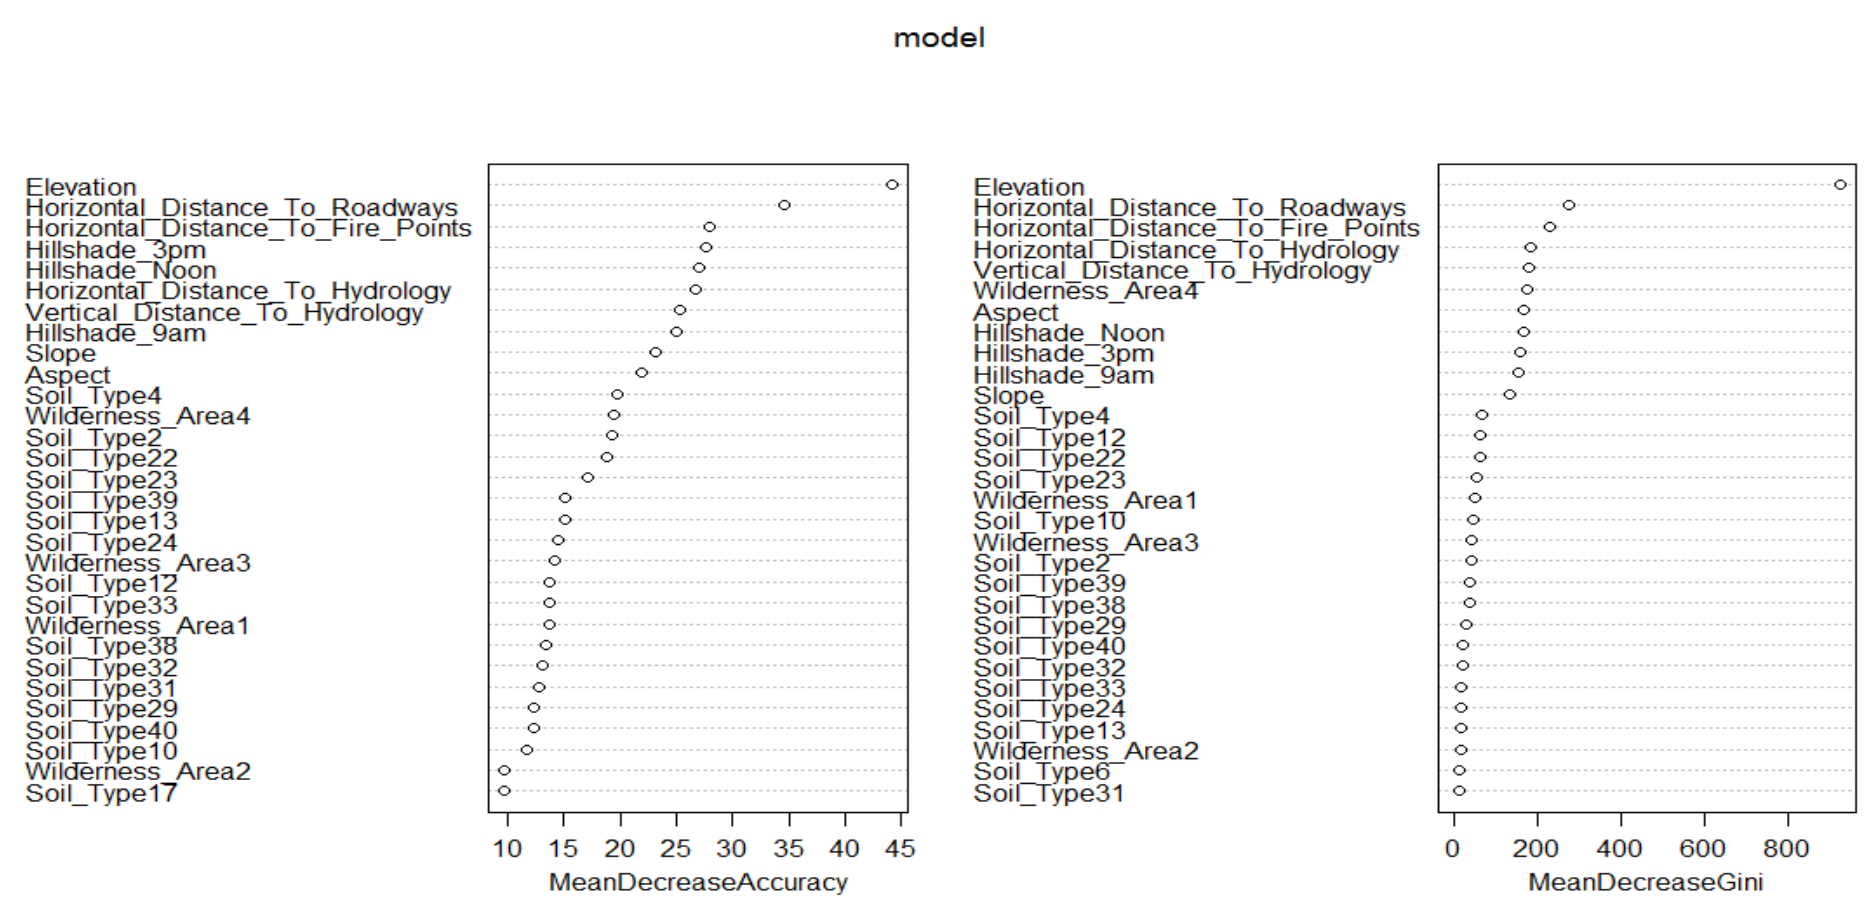 model
Elevation
Horizontal_Distance_To_Roadways
Horizontal_Distance_To_Fire_Points
Hillshade_3pm
Hillshade_Noon
Horizontal_Distance_To_Hydrology
Vertical_Distance_To_Hydrology
Hillshade_9am
Slope
Aspect
Soil_Type4
Wilderness_Area4
Soil_Type2
Soil_Type22
Soil_Type23
Soil_Type39
Soil_Type13
Soil_Type24
Wilderness_Area3
Soil_Type12
Soil_Type33
Wilderness_Area1
Soil_Type38
Soil_Type32
Soil_Type31
Soil_Type29
Soil_Type40
Soil_Type10
Wilderness_Area2
Soil_Type17
10 15 20 25 30 35 40 45
MeanDecreaseAccuracy
Elevation
Horizontal_Distance_To_Roadways
Horizontal_Distance_To_Fire_Points
Horizontal_Distance_To_Hydrology
Vertical_Distance_To_Hydrology
Wilderness_Area4
Aspect
Hillshade_Noon
Hillshade_3pm
Hillshade_9am
Slope
Soil_Type4
Soil_Type12
Soil_Type22
Soil_Type23
Wilderness_Area1
Soil_Type10
Wilderness_Area3
Soil_Type2
Soil_Type39
Soil_Type38
Soil_Type29
Soil_Type40
Soil_Type32
Soil_Type33
Soil_Type24
Soil_Type13
Wilderness_Area2
Soil_Type6
Soil_Type31
0 200 400 600 800
MeanDecreaseGini